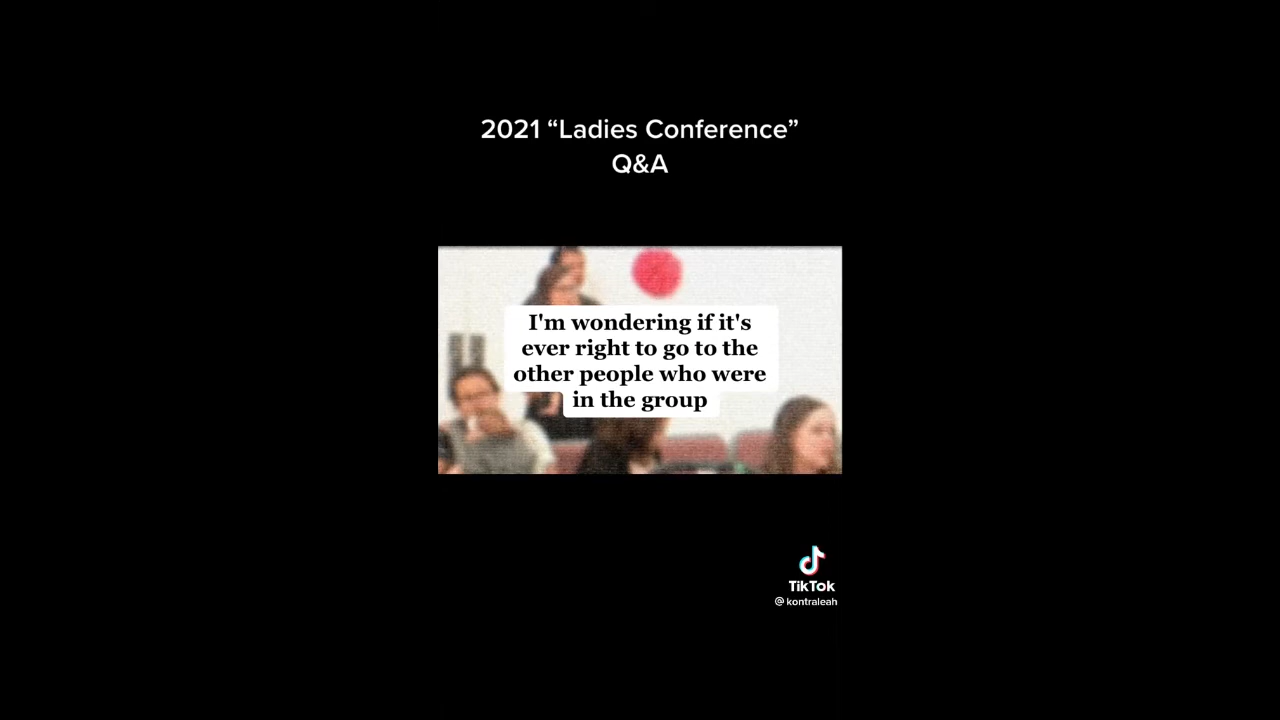 2021 “Ladies Conference”
Q&A
I'm wondering if it's
ever right to go to the
other people who were
in the group
TikTok
@kontraleah